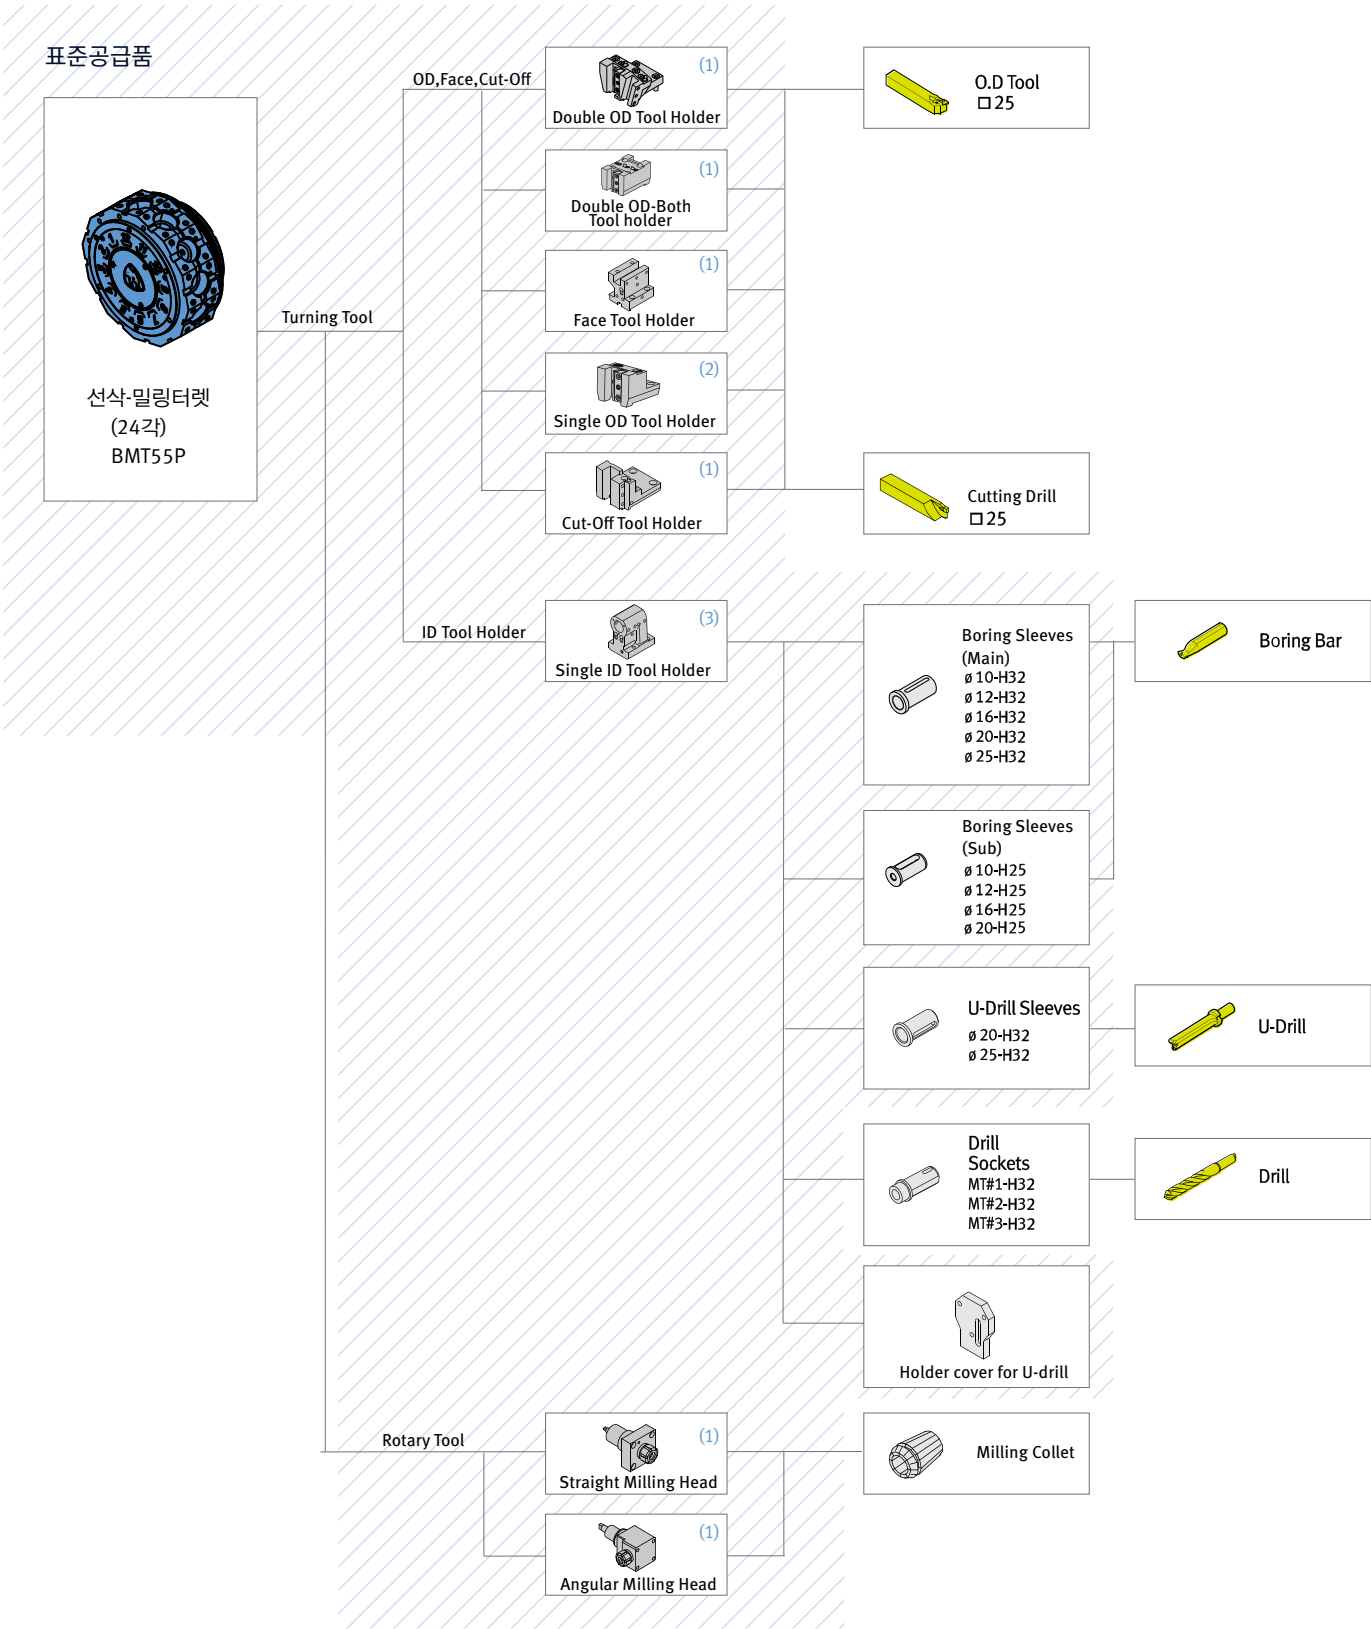 표준공급품
선삭-밀링터렛
(24각)
BMT55P
Turning Tool
OD,Face,Cut-Off
(1)
Double OD Tool Holder
(1)
Double OD-Both
Tool holder
(1)
Face Tool Holder
(2)
Single OD Tool Holder
(1)
Cut-Off Tool Holder
O.D Tool
□ 25
Cutting Drill
□ 25
ID Tool Holder
(3)
Single ID Tool Holder
Boring Sleeves
(Main)
ø 10-H32
ø 12-H32
ø 16-H32
ø 20-H32
ø 25-H32
Boring Bar
Boring Sleeves
(Sub)
ø 10-H25
ø 12-H25
ø 16-H25
ø 20-H25
U-Drill Sleeves
ø 20-H32
ø 25-H32
U-Drill
Drill
Sockets
MT#1-H32
MT#2-H32
MT#3-H32
Drill
Holder cover for U-drill
Rotary Tool
(1)
Straight Milling Head
(1)
Angular Milling Head
Milling Collet